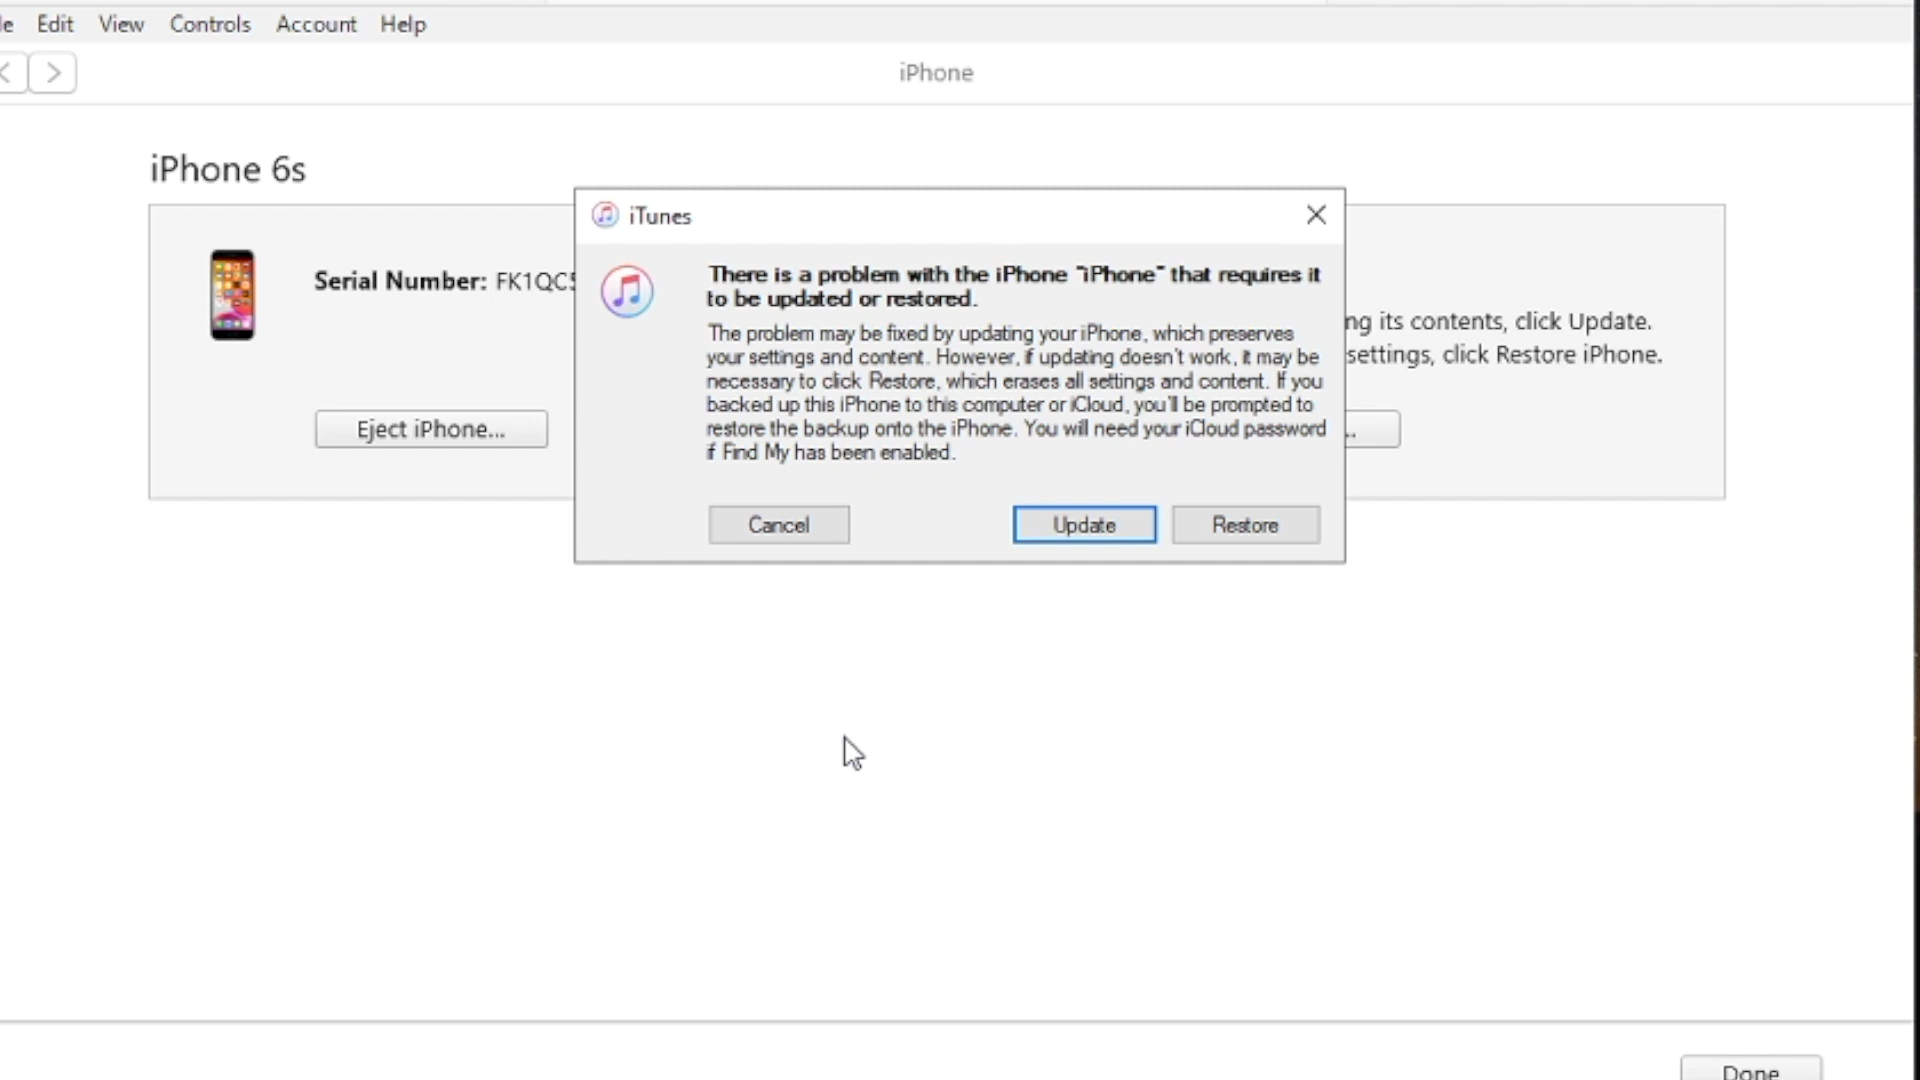 Edit View Controls Account Help
iPhone
iPhone 6s
Serial Number: FK1QC
Eject iPhone...
iTunes
There is a problem with the iPhone "iPhone" that requires it
to be updated or restored.
The problem may be fixed by updating your iPhone, which preserves
your settings and content. However, if updating doesn't work, it may be
necessary to click Restore, which erases all settings and content. If you
backed up this iPhone to this computer or iCloud, you'll be prompted to
restore the backup onto the iPhone. You will need your iCloud password
if Find My has been enabled.
Cancel Update Restore
its contents, click Update.
settings, click Restore iPhone.
Done